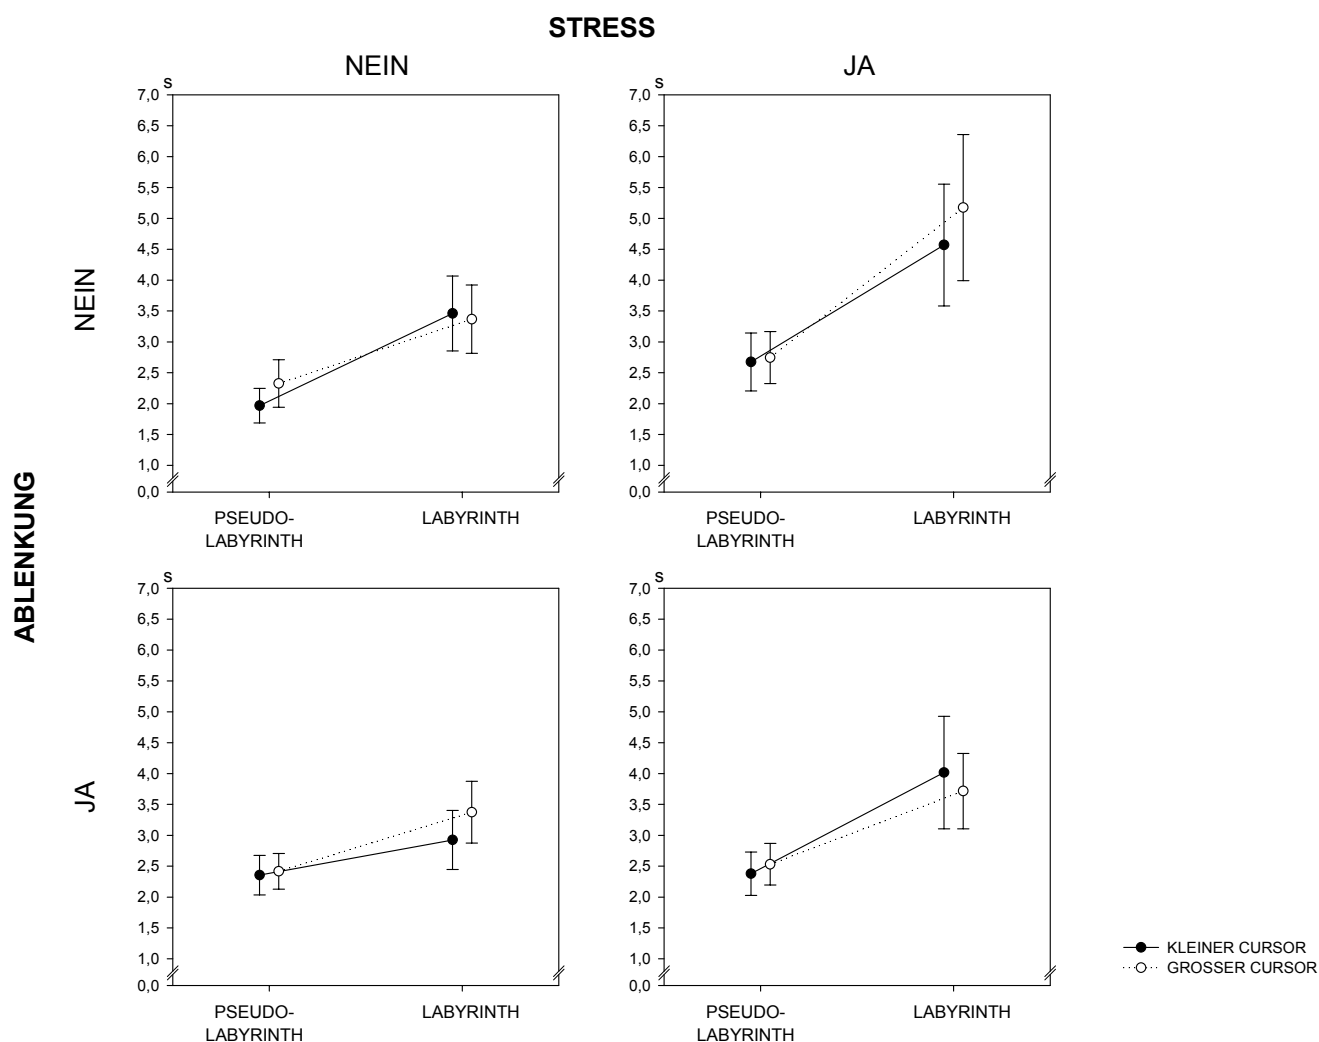 STRESS
NEIN
JA
s
7,0
6,5
6,0
5,5
5,0
4,5
4,0
3,5
3,0
2,5
2,0
1,5
1,0
0,0
PSEUDO-
LABYRINTH
LABYRINTH
s
7,0
6,5
6,0
5,5
5,0
4,5
4,0
3,5
3,0
2,5
2,0
1,5
1,0
0,0
PSEUDO-
LABYRINTH
LABYRINTH
NEIN
ABLENKUNG
JA
s
7,0
6,5
6,0
5,5
5,0
4,5
4,0
3,5
3,0
2,5
2,0
1,5
1,0
0,0
PSEUDO-
LABYRINTH
LABYRINTH
s
7,0
6,5
6,0
5,5
5,0
4,5
4,0
3,5
3,0
2,5
2,0
1,5
1,0
0,0
PSEUDO-
LABYRINTH
LABYRINTH
KLEINER CURSOR
GROSSER CURSOR